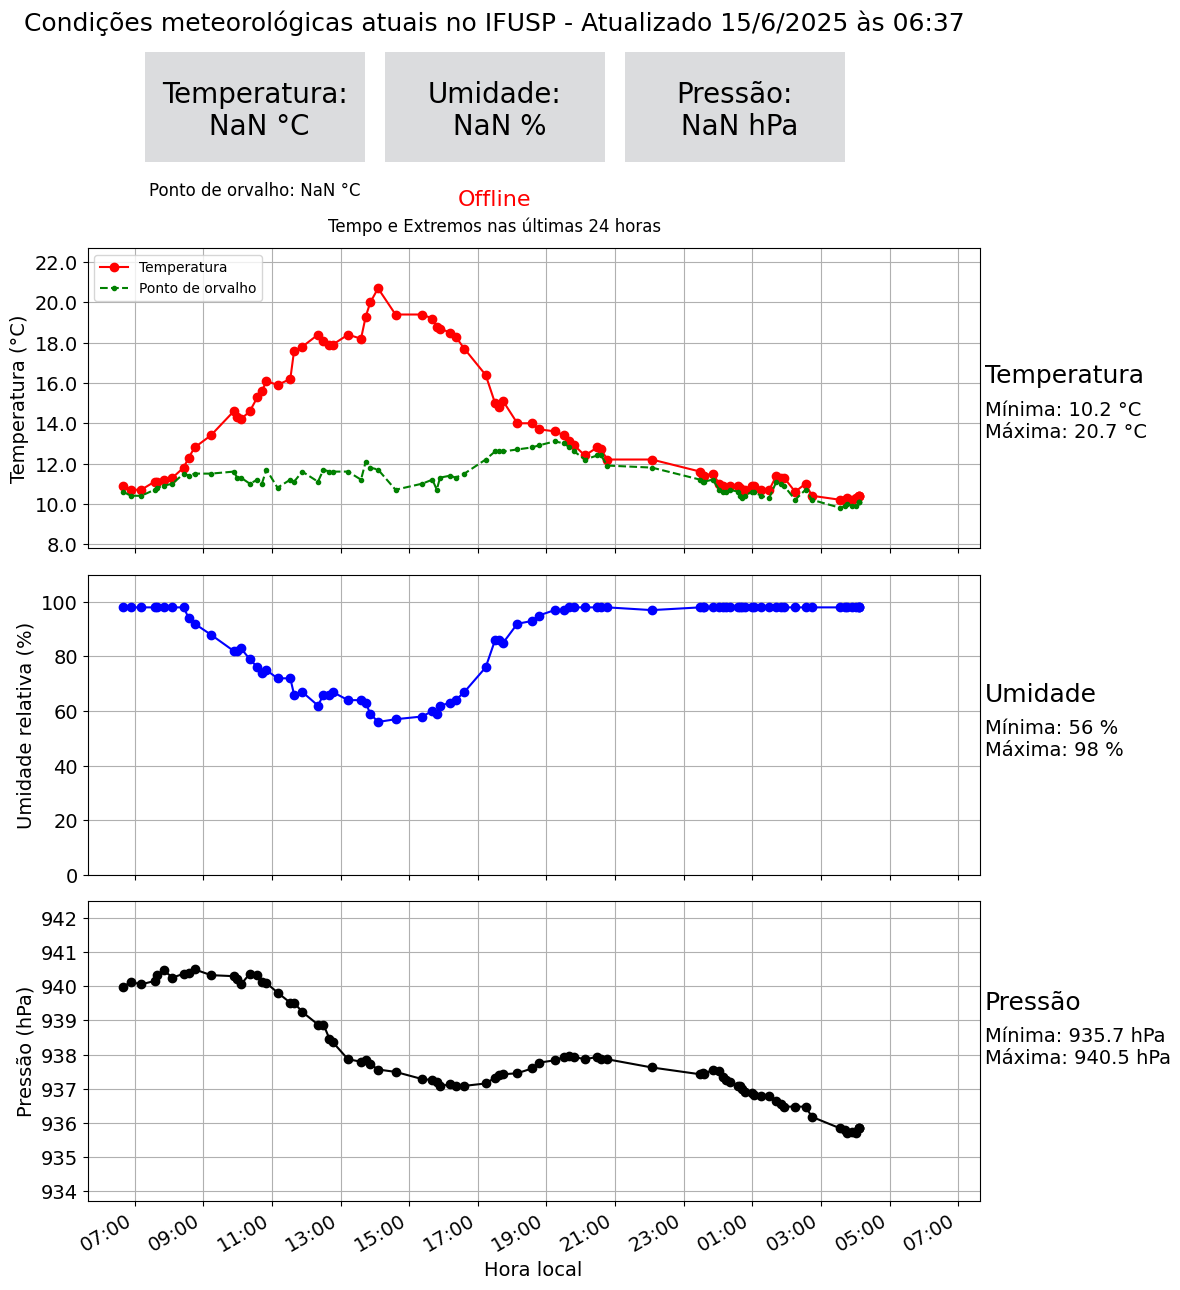 Condições meteorológicas atuais no IFUSP - Atualizado 15/6/2025 às 06:37
Temperatura:
NaN °C
Umidade:
NaN %
Pressão:
NaN hPa
Ponto de orvalho: NaN °C
Offline
Tempo e Extremos nas últimas 24 horas
Temperatura (°C)
22.0
20.0
18.0
16.0
14.0
12.0
10.0
8.0
Temperatura
Ponto de orvalho
Temperatura
Mínima: 10.2 °C
Máxima: 20.7 °C
Umidade relativa (%)
100
80
60
40
20
0
Umidade
Mínima: 56 %
Máxima: 98 %
Pressão (hPa)
942
941
940
939
938
937
936
935
934
Pressão
Mínima: 935.7 hPa
Máxima: 940.5 hPa
07:00 09:00 11:00 13:00 15:00 17:00 19:00 21:00 23:00 01:00 03:00 05:00 07:00
Hora local